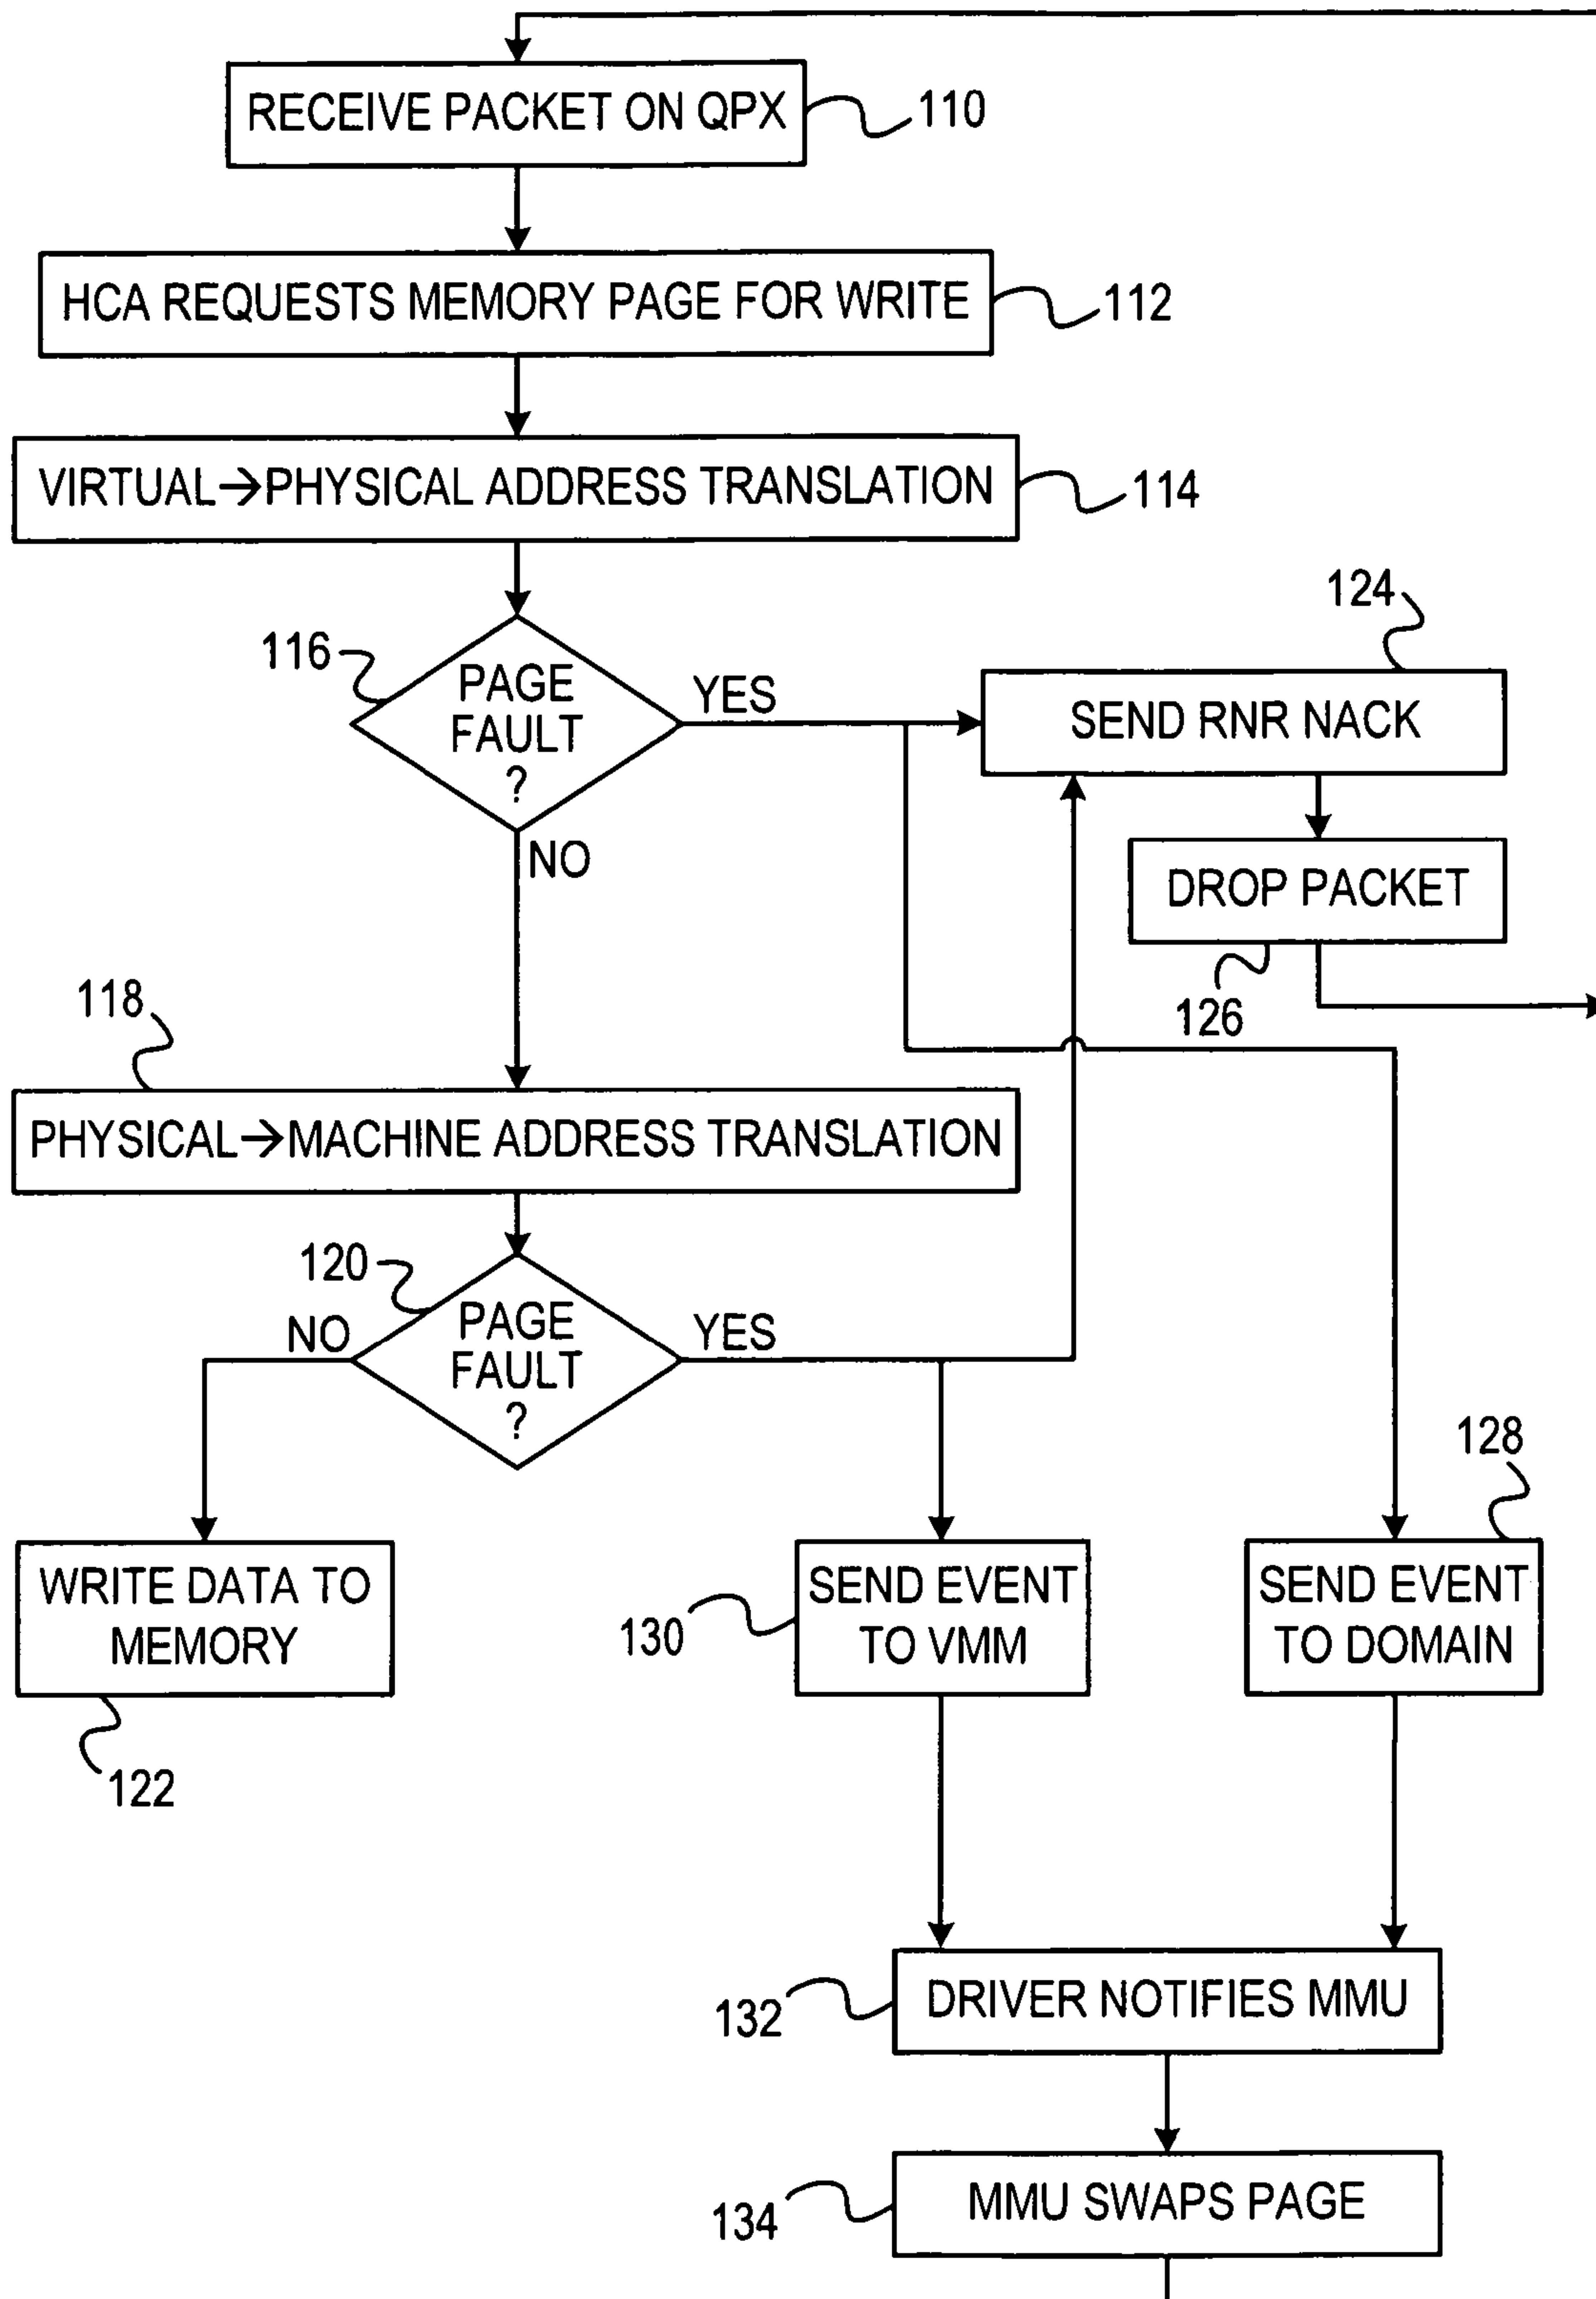 RECEIVE PACKET ON QPX
110
HCA REQUESTS MEMORY PAGE FOR WRITE
112
VIRTUAL→PHYSICAL ADDRESS TRANSLATION
114
116
PAGE
FAULT
?
YES
NO
124
SEND RNR NACK
DROP PACKET
126
118
PHYSICAL→MACHINE ADDRESS TRANSLATION
120
PAGE
FAULT
?
NO
YES
WRITE DATA TO
MEMORY
122
130
SEND EVENT
TO VMM
128
SEND EVENT
TO DOMAIN
132
DRIVER NOTIFIES MMU
134
MMU SWAPS PAGE